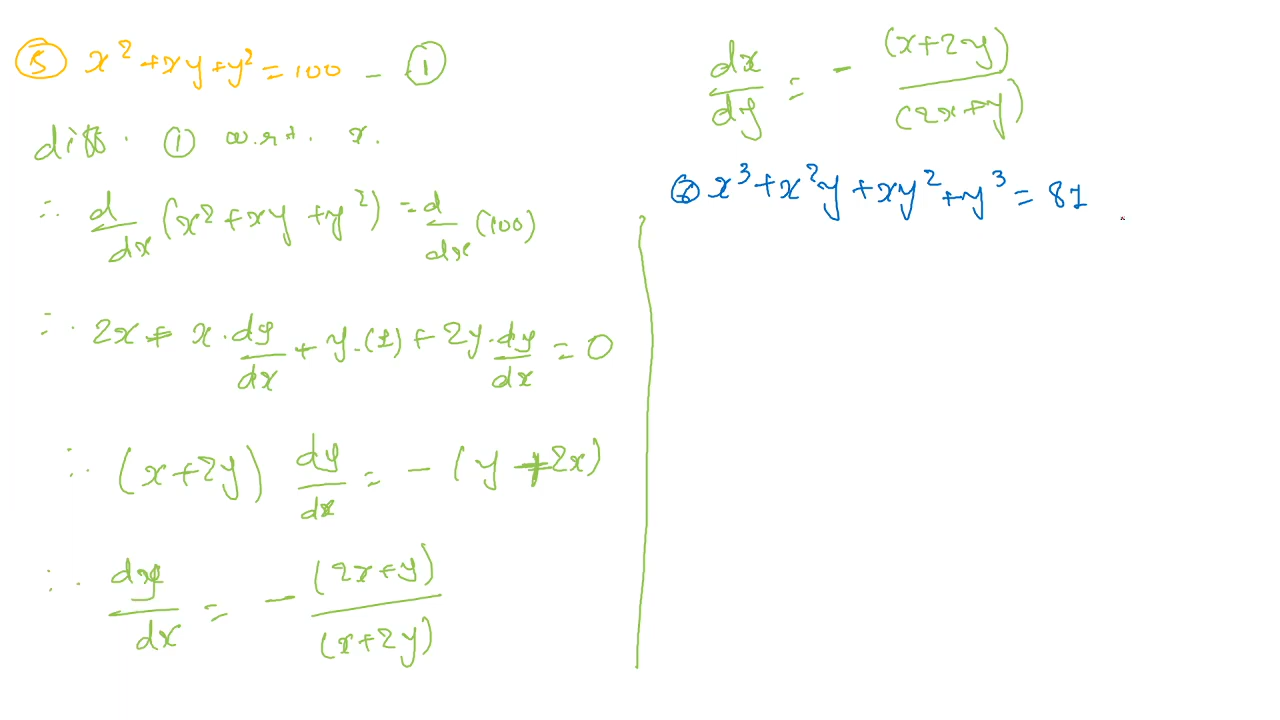 ⑤ x² + xy + y² = 100 - ①
diff. ① w.r.t. x.
∴ d/dx (x² + xy + y²) = d/dx (100)
∴ 2x + x·dy/dx + y·(1) + 2y·dy/dx = 0
∴ (x+2y) dy/dx = - (y + 2x)
∴ dy/dx = - (2x+y)/(x+2y)
dx/dy = - (x+2y)/(2x+y)
⑥ x³ + x²y + xy² + y³ = 81